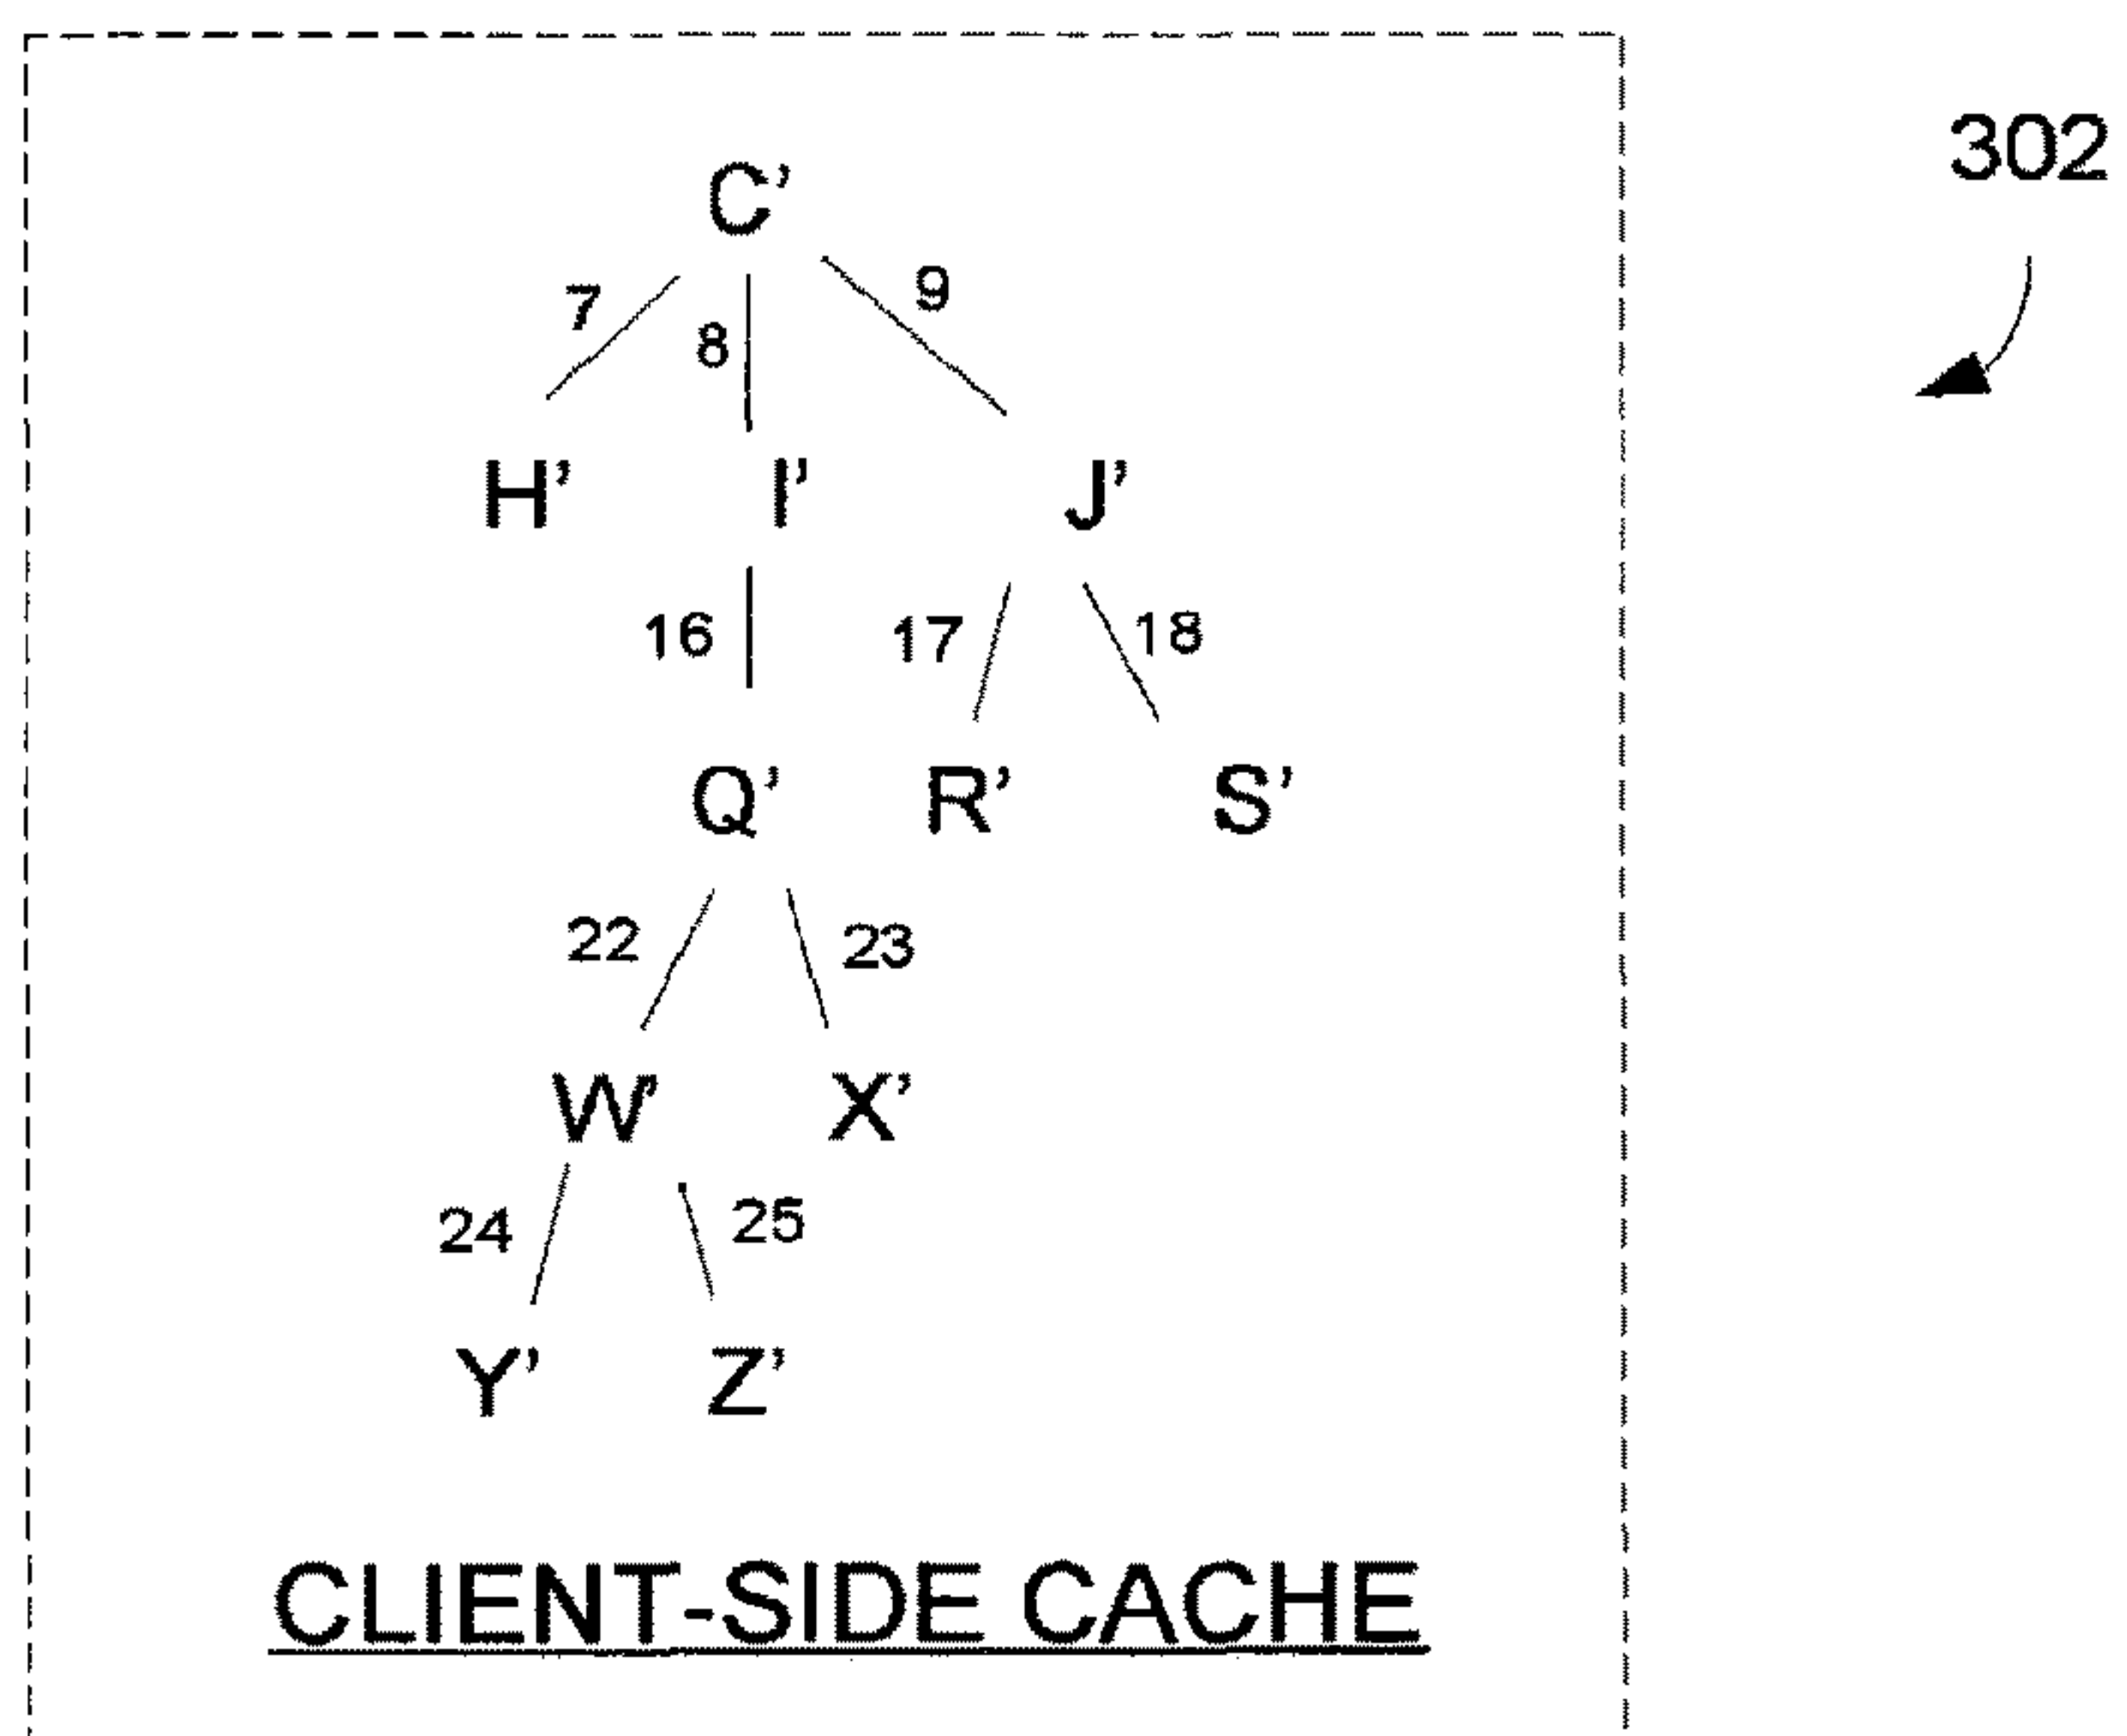 302
C'
7 8 9
H' I' J'
16 17 18
Q' R' S'
22 23
W' X'
24 25
Y' Z'
CLIENT-SIDE CACHE